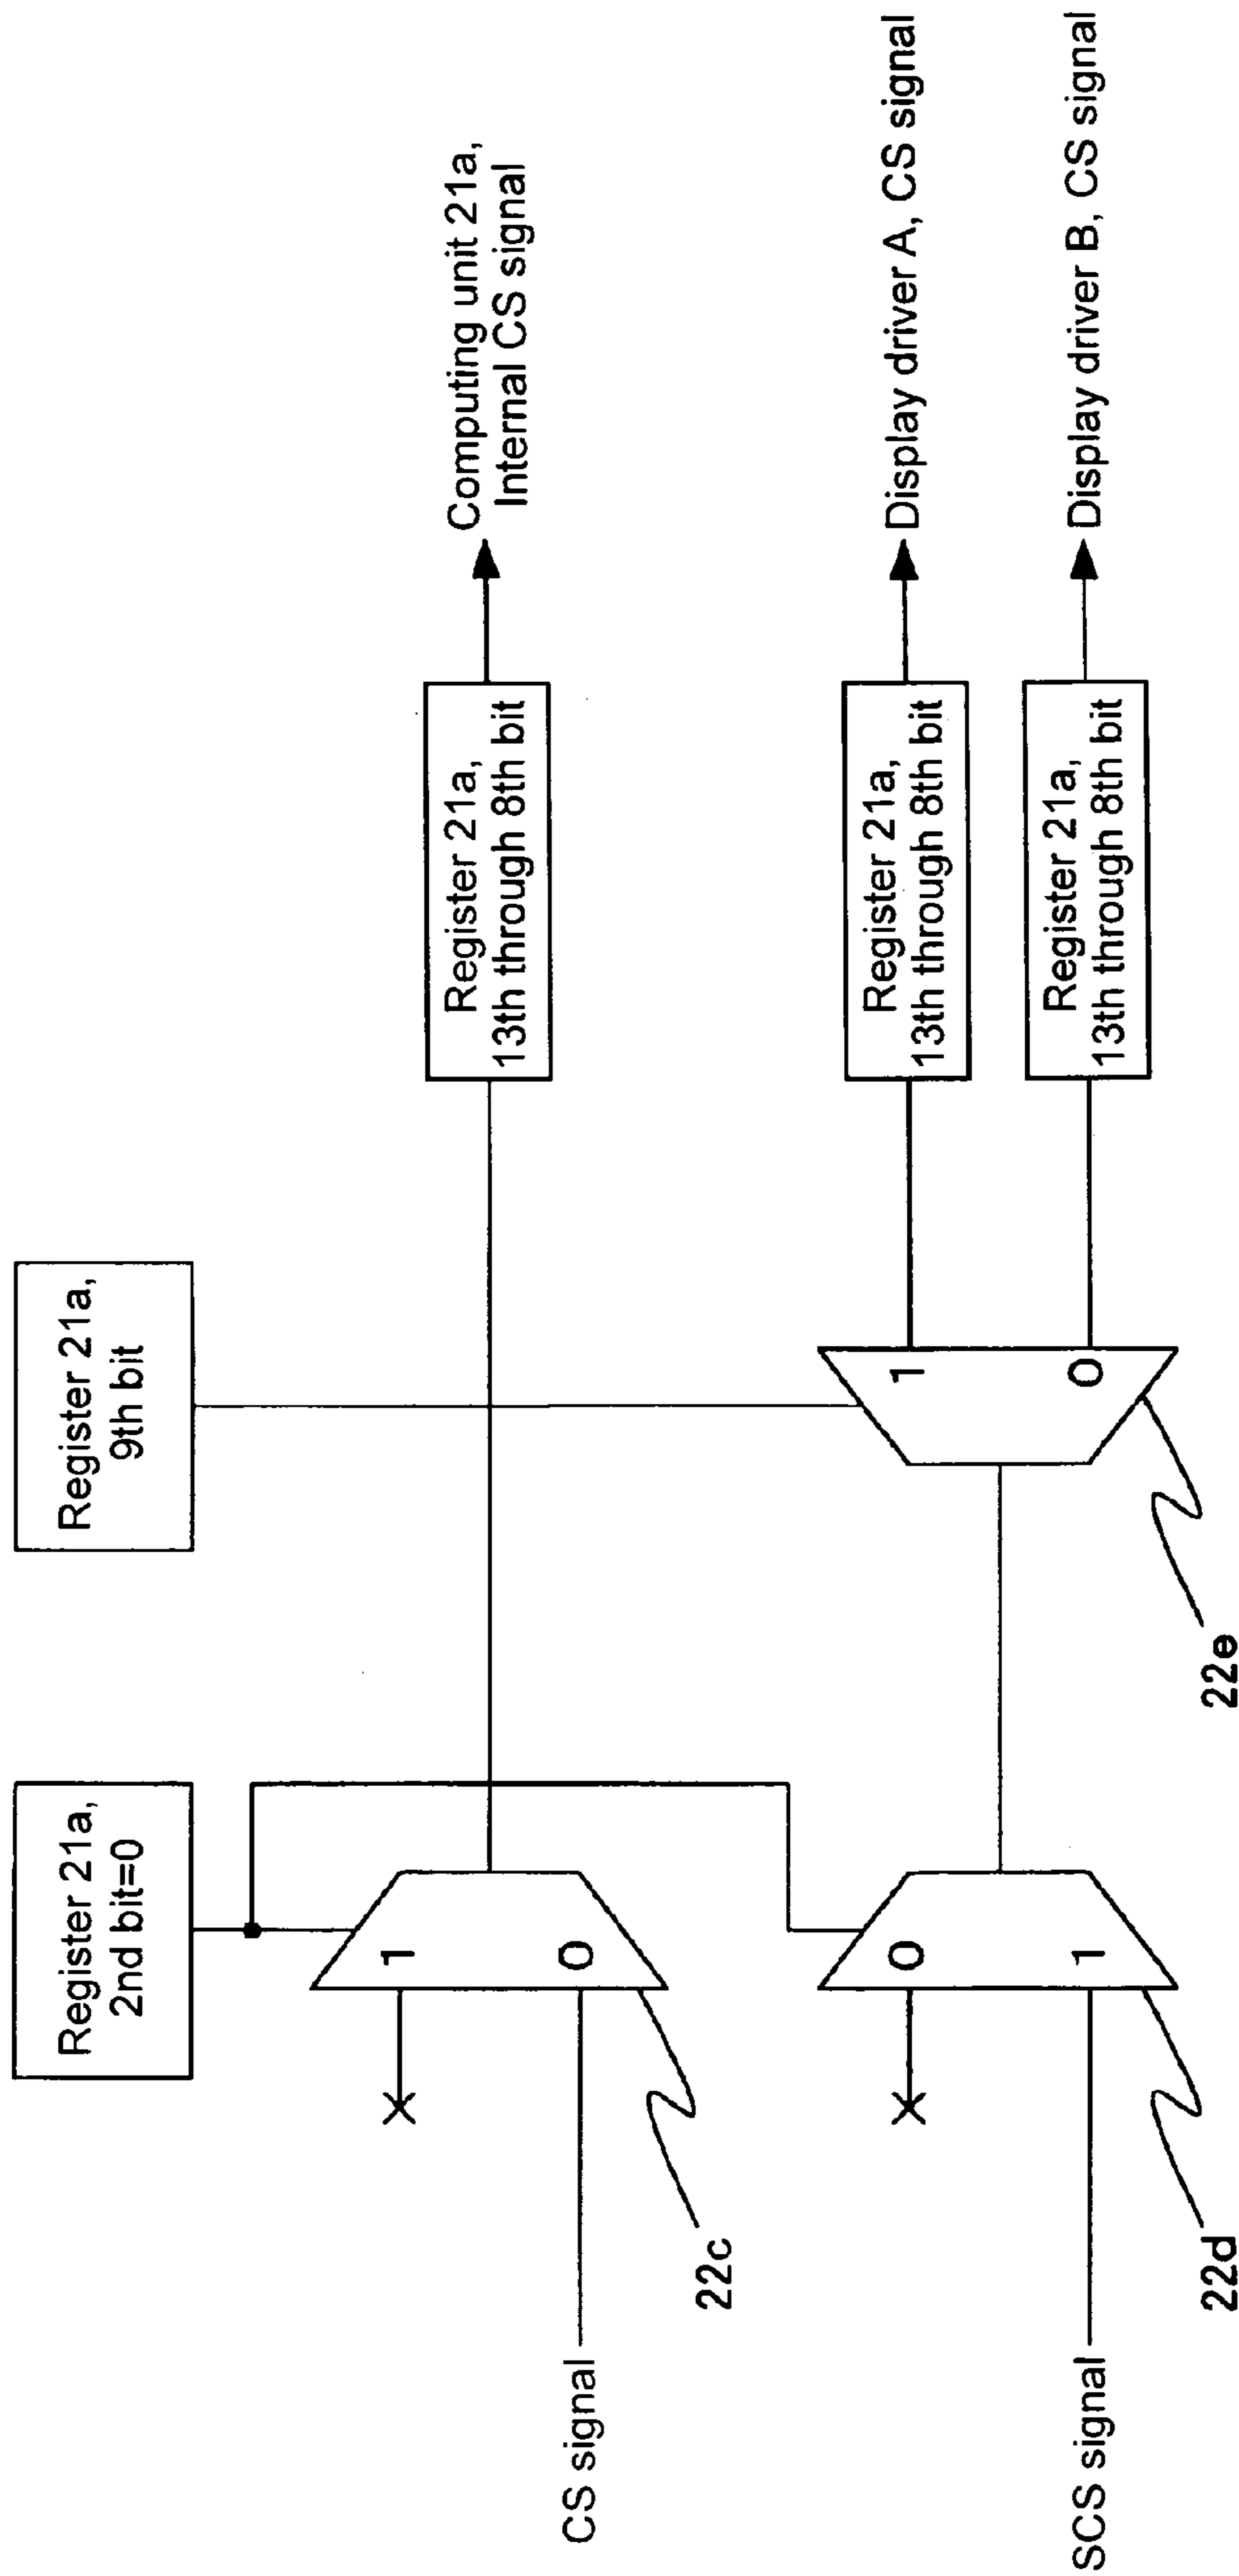 Register 21a,
2nd bit=0
Register 21a,
9th bit
1
0
CS signal
22c
Register 21a,
13th through 8th bit
Computing unit 21a,
Internal CS signal
0
1
SCS signal
22d
1
0
22e
Register 21a,
13th through 8th bit
Display driver A, CS signal
Register 21a,
13th through 8th bit
Display driver B, CS signal